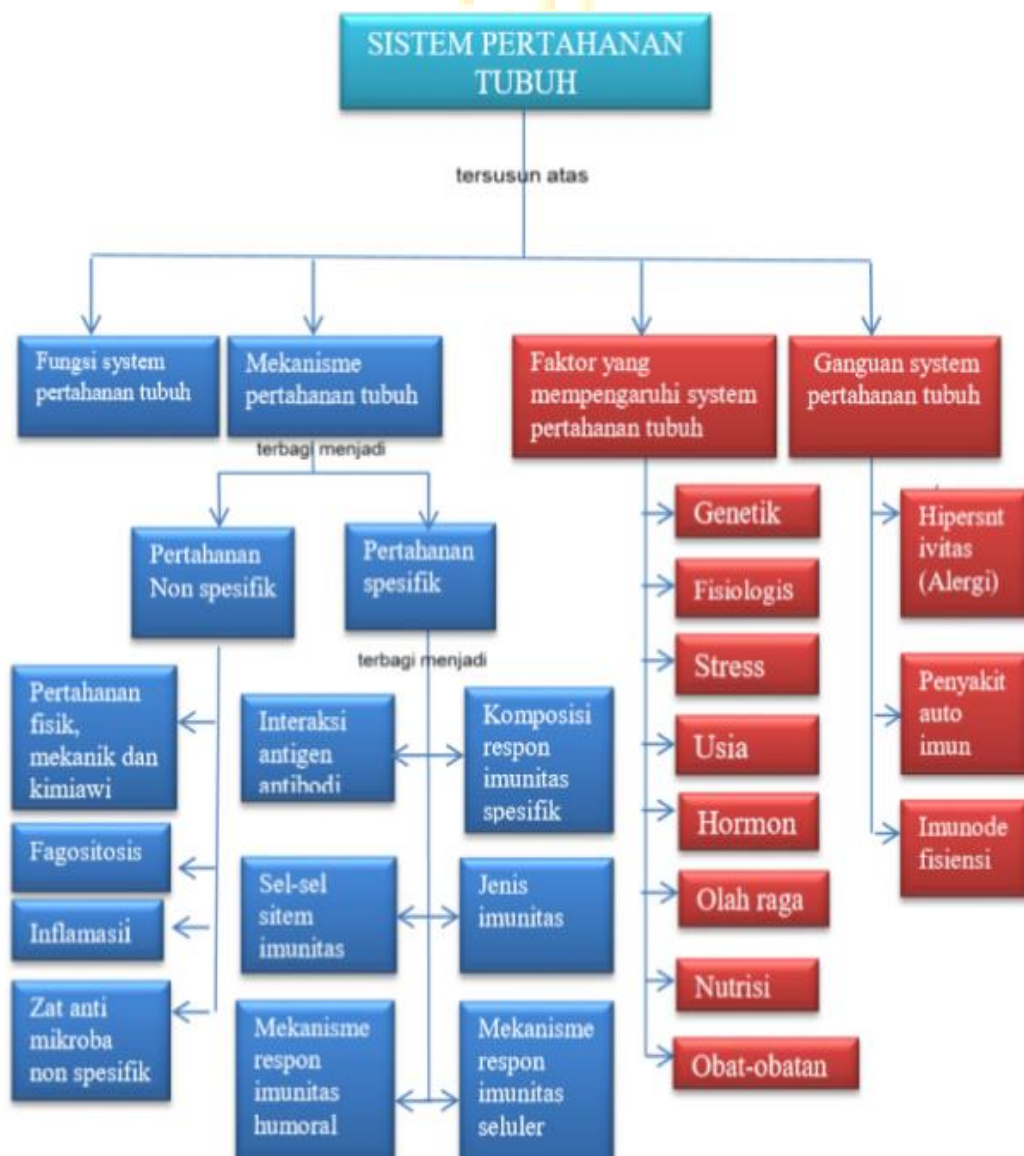 SISTEM PERTAHANAN
TUBUH
tersusun atas
Fungsi system
pertahanan tubuh
Mekanisme
pertahanan tubuh
Faktor yang
mempengaruhi system
pertahanan tubuh
Ganguan system
pertahanan tubuh
terbagi menjadi
Pertahanan
Non spesifik
Pertahanan
spesifik
terbagi menjadi
Pertahanan
fisik,
mekanik dan
kimiawi
Fagositosis
Inflamasii
Zat anti
mikroba
non spesifik
Interaksi
antigen
antibodi
Komposisi
respon
imunitas
spesifik
Sel-sel
sitem
imunitas
Jenis
imunitas
Mekanisme
respon
imunitas
humoral
Mekanisme
respon
imunitas
seluler
Genetik
Fisiologis
Stress
Usia
Hormon
Olah raga
Nutrisi
Obat-obatan
Hipersnt
ivitas
(Alergi)
Penyakit
auto
imun
Imunode
fisiensi